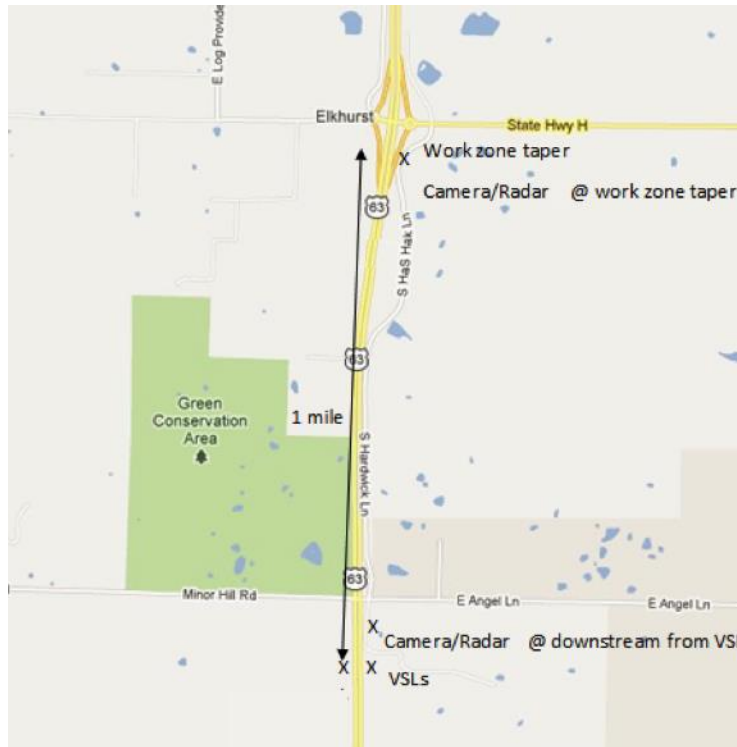 E Log Provide
Elkhurst
State Hwy H
X Work zone taper
Camera/Radar @ work zone taper
63
S HaS Hak Ln
63
Green
Conservation
Area
1 mile
S Hardwick Ln
63
Minor Hill Rd
E Angel Ln
E Angel Ln
X
Camera/Radar @ downstream from VS
X X
VSLs